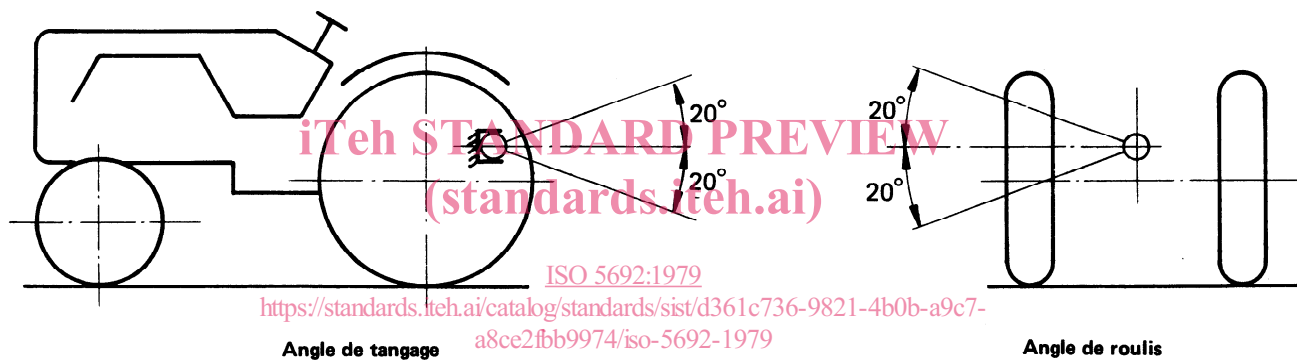 20°
20°
20°
20°
iTeh STANDARD PREVIEW
(standards.iteh.ai)
ISO 5692:1979
https://standards.iteh.ai/catalog/standards/sist/d361c736-9821-4b0b-a9c7-
a8ce2fbb9974/iso-5692-1979
Angle de tangage
Angle de roulis